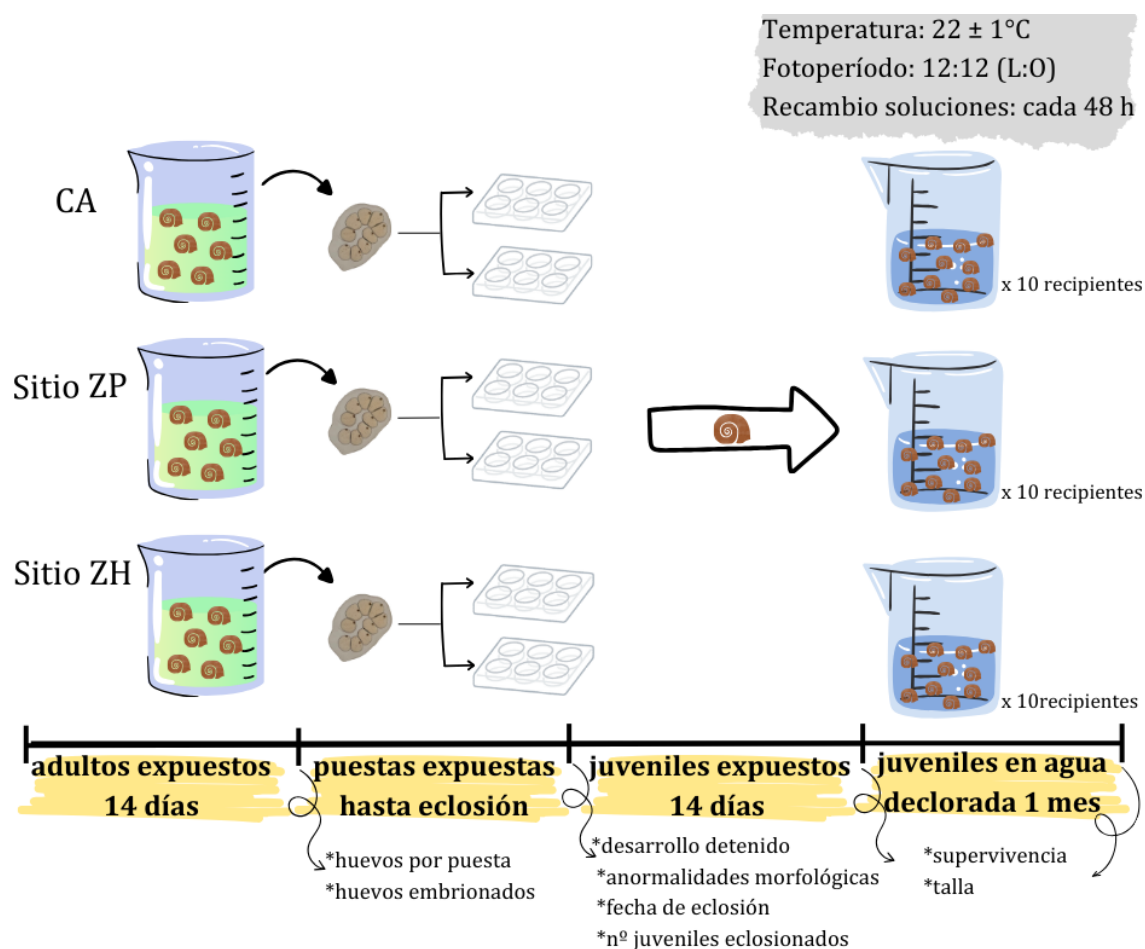 Temperatura: 22 ± 1°C
Fotoperíodo: 12:12 (L:O)
Recambio soluciones: cada 48 h
CA
x 10 recipientes
Sitio ZP
x 10 recipientes
Sitio ZH
x 10recipientes
adultos expuestos
14 días
puestas expuestas
hasta eclosión
juveniles expuestos
14 días
juveniles en agua
declorada 1 mes
*huevos por puesta
*huevos embrionados
*desarrollo detenido
*anormalidades morfológicas
*fecha de eclosión
*nº juveniles eclosionados
*supervivencia
*talla